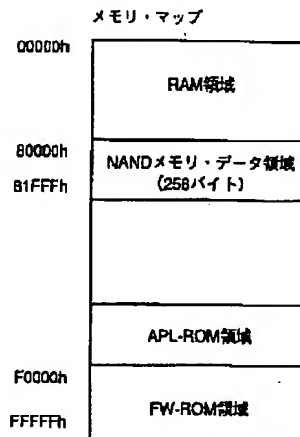 メモリ・マップ
00000h
RAM領域
80000h
NANDメモリ・データ領域
81FFFh
(258バイト)
APL-ROM領域
F0000h
FW-ROM領域
FFFFFh